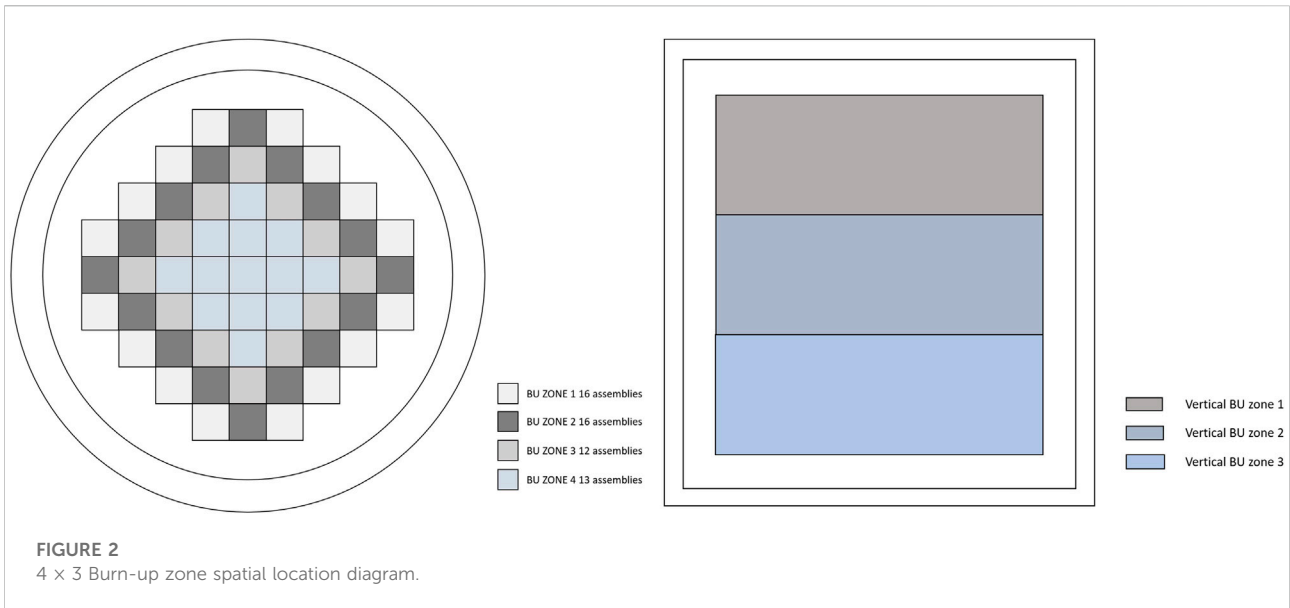 BU ZONE 1 16 assemblies
BU ZONE 2 16 assemblies
BU ZONE 3 12 assemblies
BU ZONE 4 13 assemblies
Vertical BU zone 1
Vertical BU zone 2
Vertical BU zone 3
FIGURE 2
4 × 3 Burn-up zone spatial location diagram.